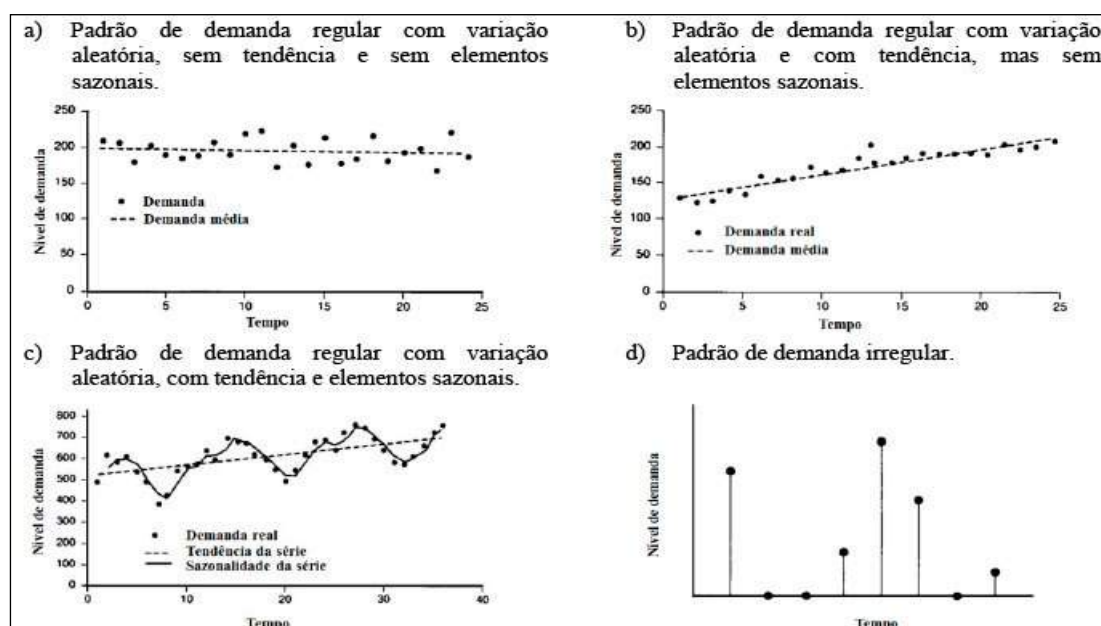 a) Padrão de demanda regular com variação
aleatória, sem tendência e sem elementos
sazonais.
250
200
150
100
50
0
Nível de demanda
Demanda
Demanda média
0 5 10 15 20 25
Tempo
b) Padrão de demanda regular com variação
aleatória e com tendência, mas sem
elementos sazonais.
250
200
150
100
50
0
Nível de demanda
Demanda real
Demanda média
0 5 10 15 20 25
Tempo
c) Padrão de demanda regular com variação
aleatória, com tendência e elementos sazonais.
800
700
600
500
400
300
200
100
0
Nível de demanda
Demanda real
Tendência da série
Sazonalidade da série
0 10 20 30 40
Tempo
d) Padrão de demanda irregular.
Nível de demanda
Tempo